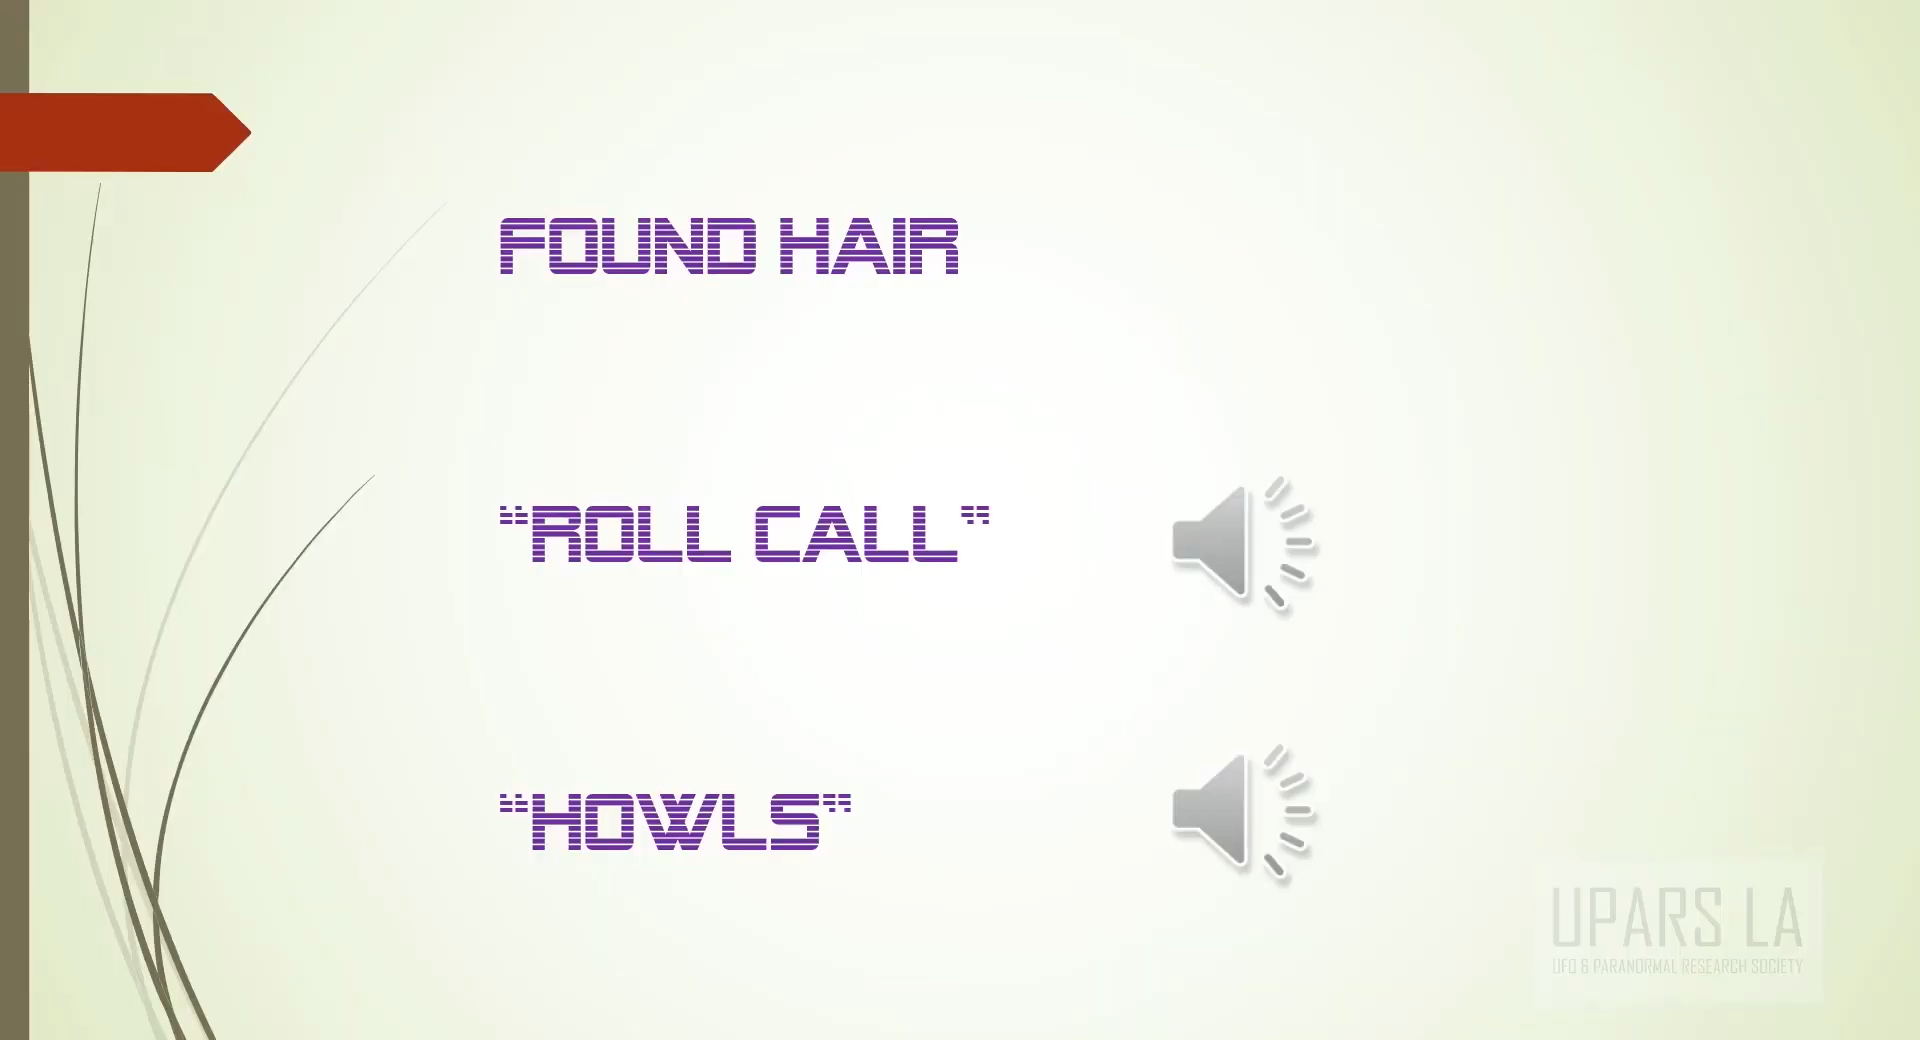 FOUND HAIR
“ROLL CALL”
“HOWLS”
UPARS LA
UFO & PARANORMAL RESEARCH SOCIETY